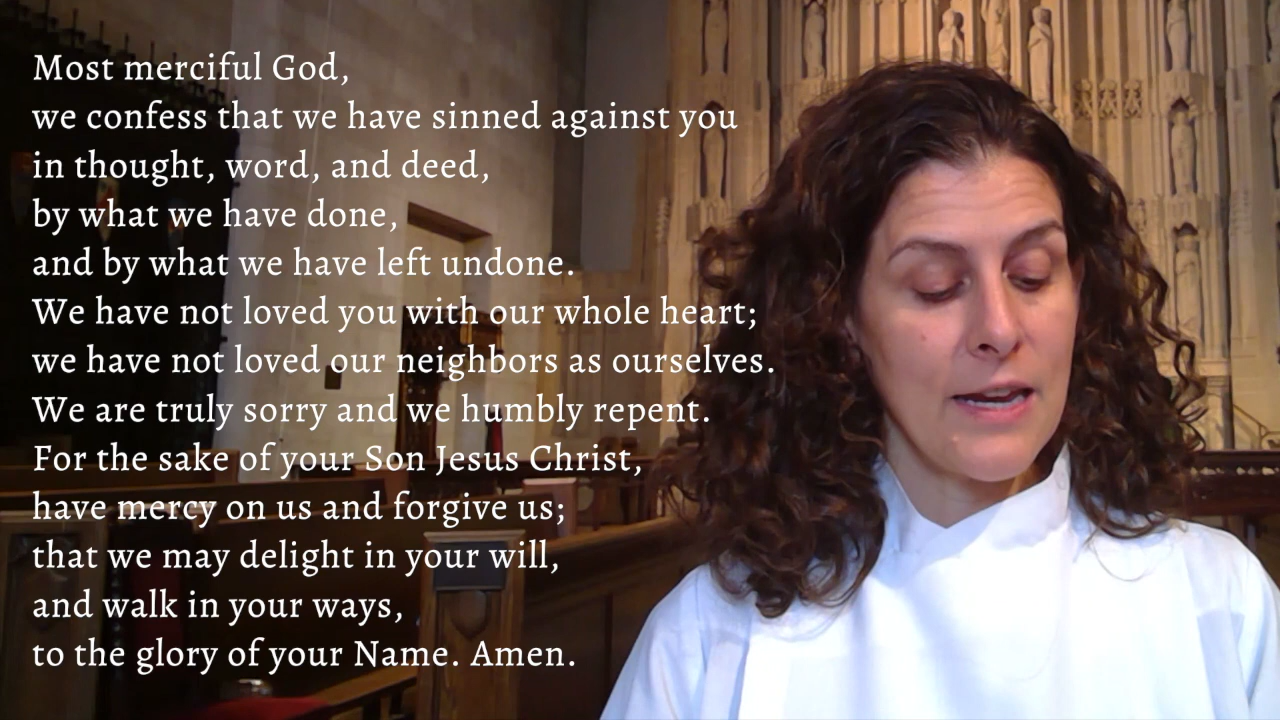 Most merciful God,
we confess that we have sinned against you
in thought, word, and deed,
by what we have done,
and by what we have left undone.
We have not loved you with our whole heart;
we have not loved our neighbors as ourselves.
We are truly sorry and we humbly repent.
For the sake of your Son Jesus Christ,
have mercy on us and forgive us;
that we may delight in your will,
and walk in your ways,
to the glory of your Name. Amen.